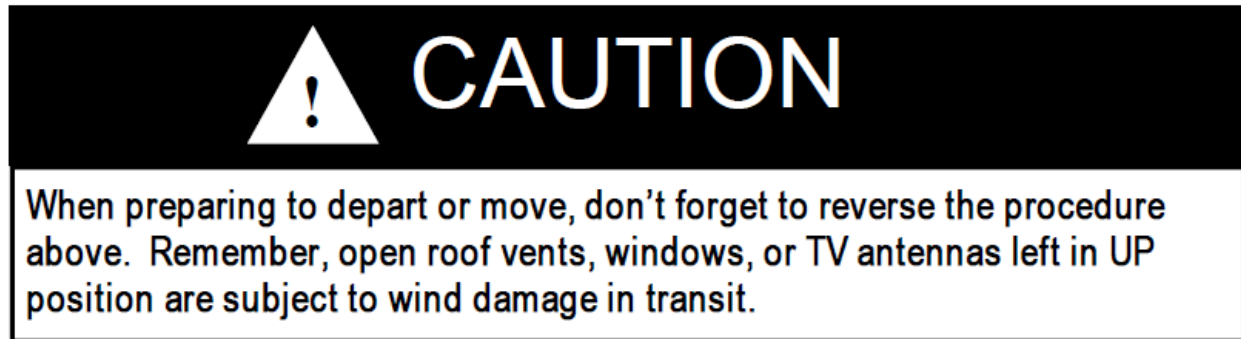 ! CAUTION
When preparing to depart or move, don’t forget to reverse the procedure
above.  Remember, open roof vents, windows, or TV antennas left in UP
position are subject to wind damage in transit.